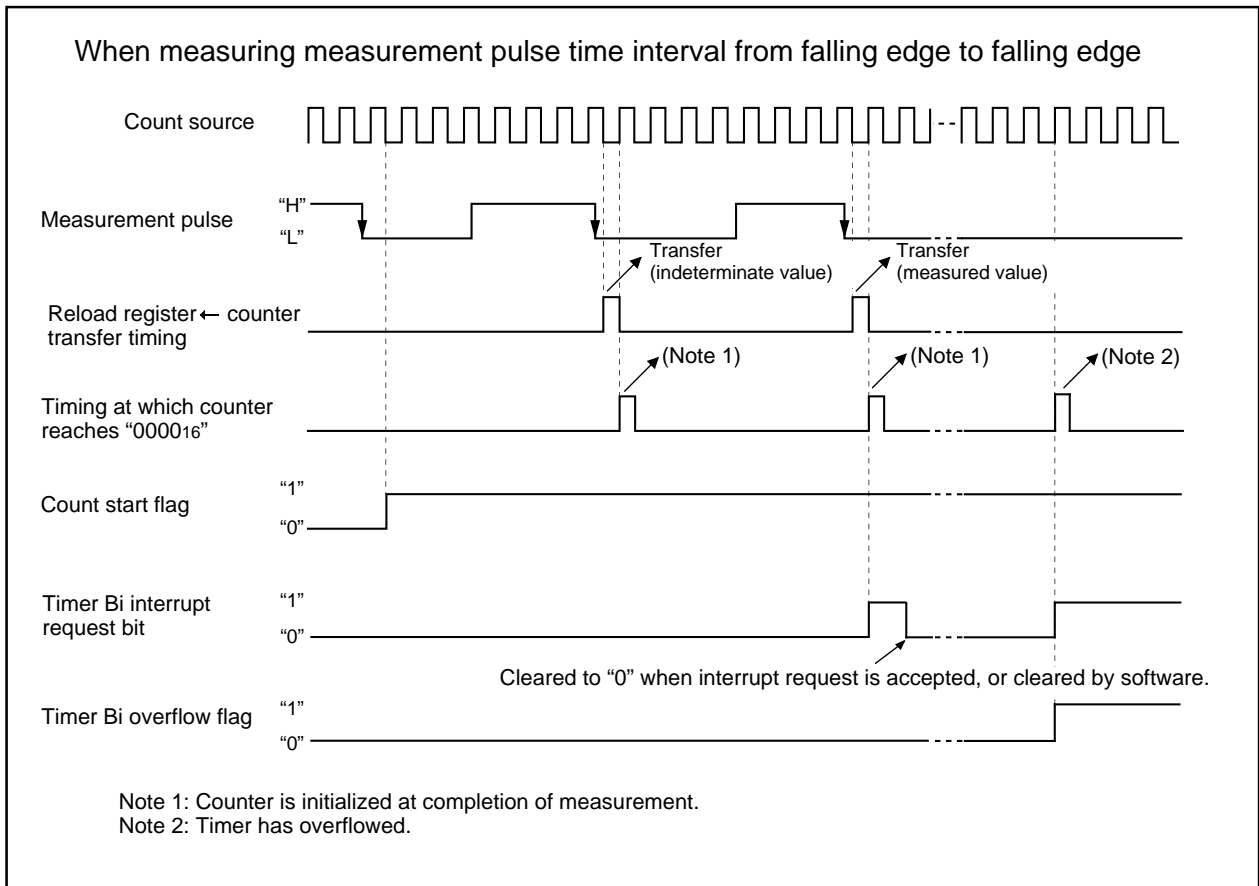 When measuring measurement pulse time interval from falling edge to falling edge
Count source
Measurement pulse
“H”
“L”
Transfer
(indeterminate value)
Transfer
(measured value)
Reload register ← counter
transfer timing
(Note 1)
(Note 1)
(Note 2)
Timing at which counter
reaches “000016”
Count start flag
“1”
“0”
Timer Bi interrupt
request bit
“1”
“0”
Cleared to “0” when interrupt request is accepted, or cleared by software.
Timer Bi overflow flag
“1”
“0”
Note 1: Counter is initialized at completion of measurement.
Note 2: Timer has overflowed.